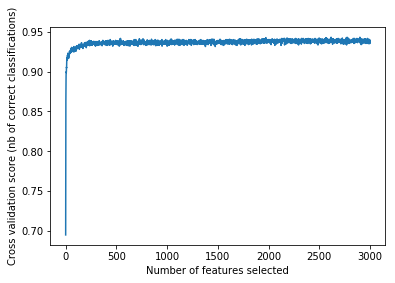 Cross validation score (nb of correct classifications)
0.95
0.90
0.85
0.80
0.75
0.70
0 500 1000 1500 2000 2500 3000
Number of features selected